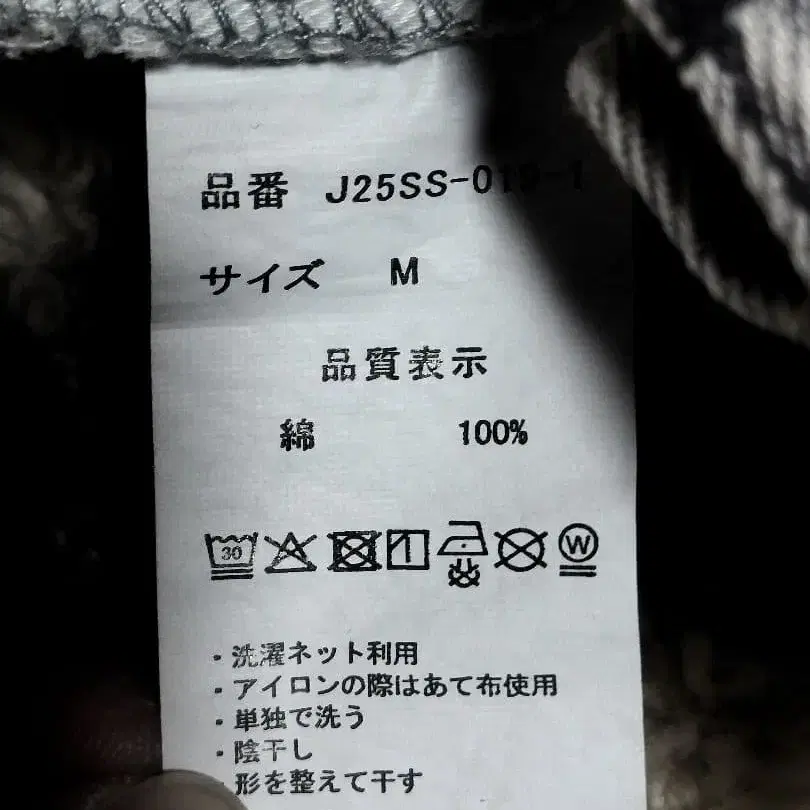 品番 J25SS-019-1
サイズ M
品質表示
綿 100%
30 W
・洗濯ネット利用
・アイロンの際はあて布使用
・単独で洗う
・陰干し
・形を整えて干す